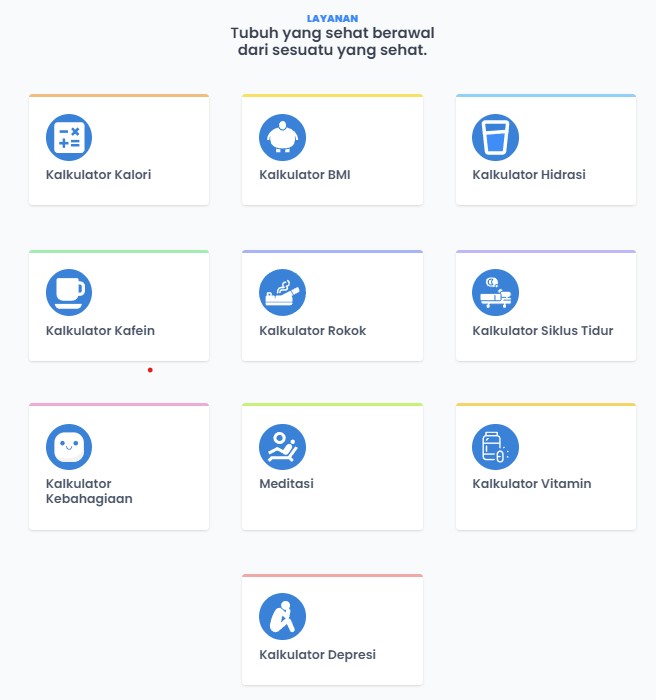 LAYANAN
Tubuh yang sehat berawal
dari sesuatu yang sehat.
Kalkulator Kalori
Kalkulator BMI
Kalkulator Hidrasi
Kalkulator Kafein
Kalkulator Rokok
Kalkulator Siklus Tidur
Kalkulator
Kebahagiaan
Meditasi
Kalkulator Vitamin
Kalkulator Depresi